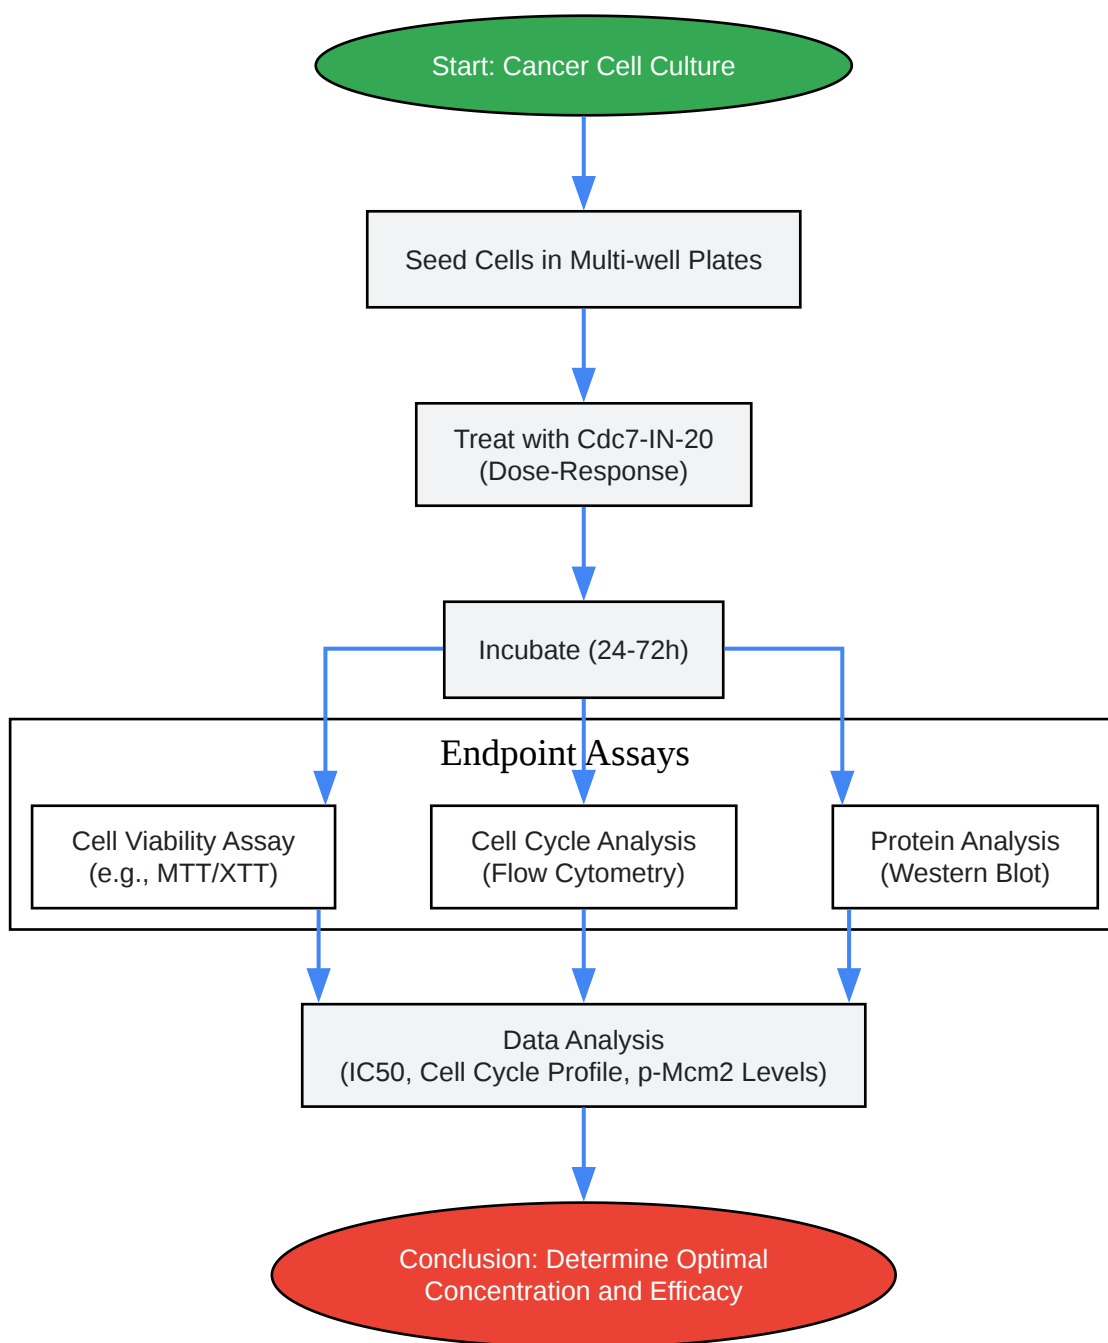 Start: Cancer Cell Culture
Seed Cells in Multi-well Plates
Treat with Cdc7-IN-20
(Dose-Response)
Incubate (24-72h)
Endpoint Assays
Cell Viability Assay
(e.g., MTT/XTT)
Cell Cycle Analysis
(Flow Cytometry)
Protein Analysis
(Western Blot)
Data Analysis
(IC50, Cell Cycle Profile, p-Mcm2 Levels)
Conclusion: Determine Optimal
Concentration and Efficacy